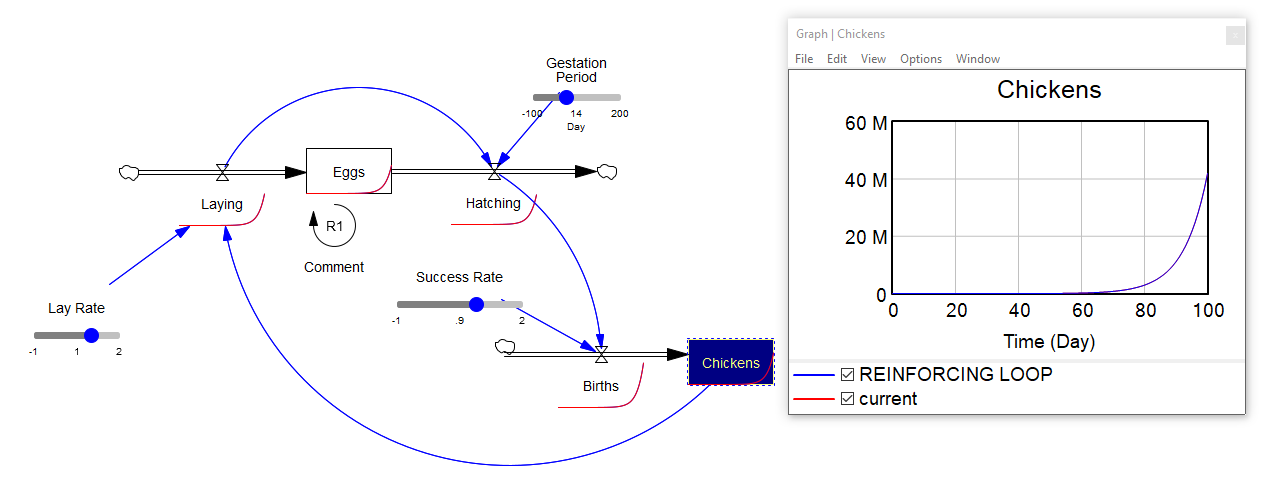 Gestation
Period
-100 14 200
Day
Eggs
Laying
Hatching
R1
Comment
Success Rate
-1 .9 2
Lay Rate
-1 1 2
Births
Chickens
Graph | Chickens
x
File Edit View Options Window
Chickens
60 M
40 M
20 M
0
0 20 40 60 80 100
Time (Day)
REINFORCING LOOP
current